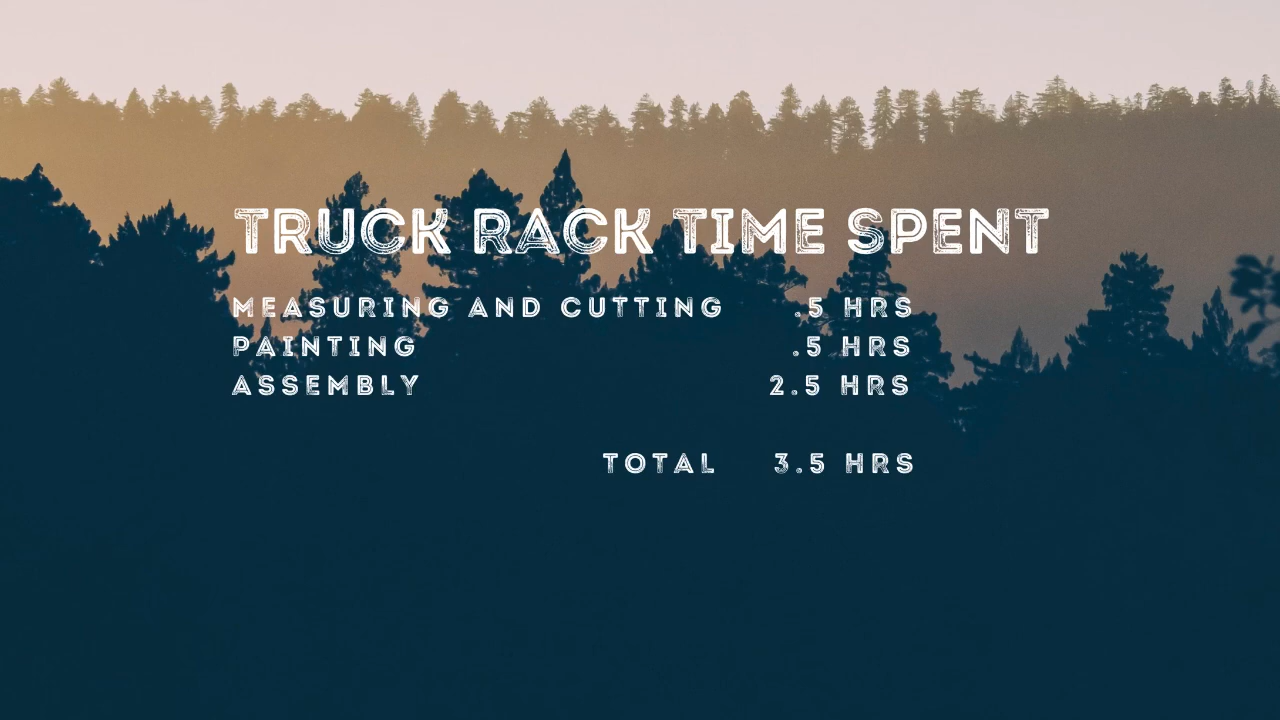 TRUCK RACK TIME SPENT
MEASURING AND CUTTING .5 HRS
PAINTING .5 HRS
ASSEMBLY 2.5 HRS
TOTAL 3.5 HRS